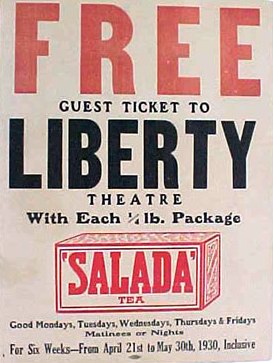 FREE
GUEST TICKET TO
LIBERTY
THEATRE
With Each ½ lb. Package
"SALADA"
TEA
Good Mondays, Tuesdays, Wednesdays, Thursdays & Fridays
Matinees or Nights
For Six Weeks—From April 21st to May 30th, 1930, Inclusive